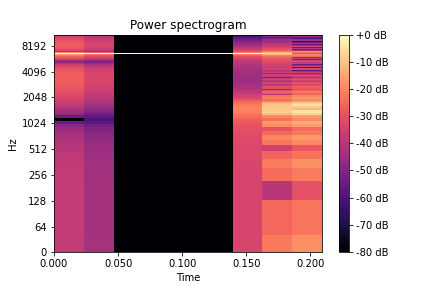 Power spectrogram
Hz
8192
4096
2048
1024
512
256
128
64
0
0.000
0.050
0.100
0.150
0.200
Time
+0 dB
-10 dB
-20 dB
-30 dB
-40 dB
-50 dB
-60 dB
-70 dB
-80 dB